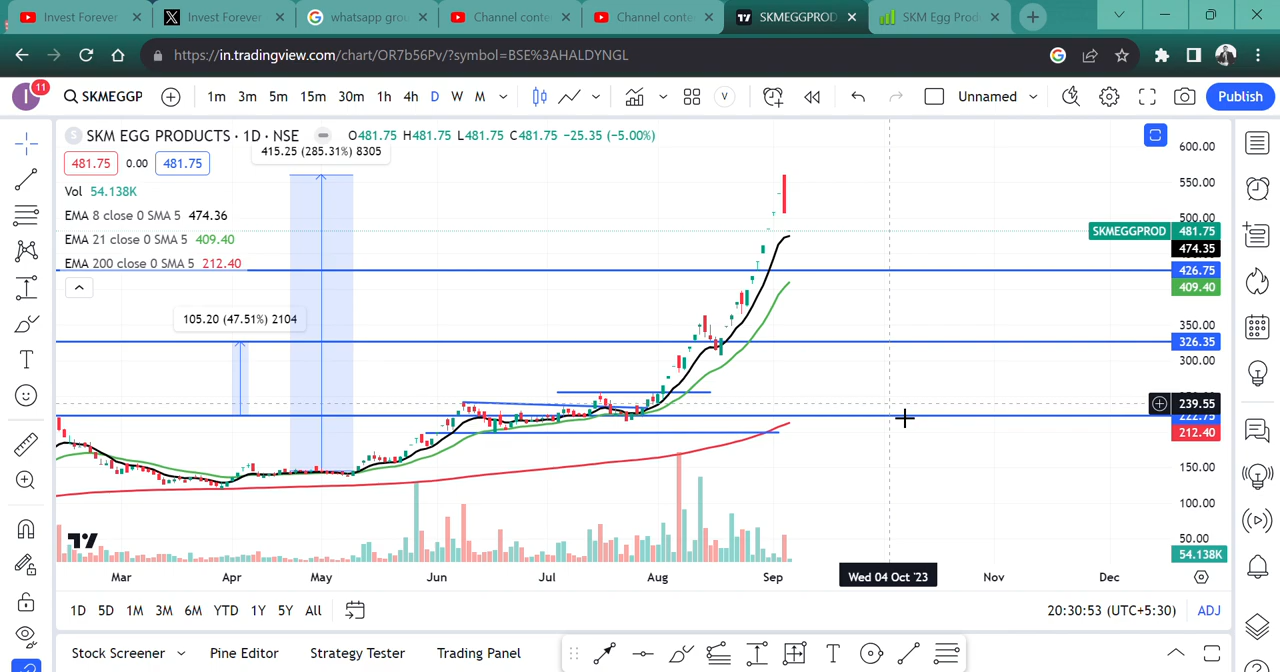 Invest Forever
Invest Forever
whatsapp grou
Channel conte
Channel conte
SKMEGGPROD
SKM Egg Prod
https://in.tradingview.com/chart/OR7b56Pv/?symbol=BSE%3AHALDYNGL
I 11 SKMEGGP 1m 3m 5m 15m 30m 1h 4h D W M V Unnamed Publish
S SKM EGG PRODUCTS · 1D · NSE O481.75 H481.75 L481.75 C481.75 -25.35 (-5.00%)
415.25 (285.31%) 8305
481.75 0.00 481.75
Vol 54.138K
EMA 8 close 0 SMA 5 474.36
EMA 21 close 0 SMA 5 409.40
EMA 200 close 0 SMA 5 212.40
105.20 (47.51%) 2104
600.00
550.00
500.00
SKMEGGPROD 481.75
474.35
426.75
409.40
350.00
326.35
300.00
239.55
222.75
212.40
150.00
100.00
50.00
54.138K
Mar Apr May Jun Jul Aug Sep Wed 04 Oct '23 Nov Dec
1D 5D 1M 3M 6M YTD 1Y 5Y All 20:30:53 (UTC+5:30) ADJ
Stock Screener Pine Editor Strategy Tester Trading Panel T